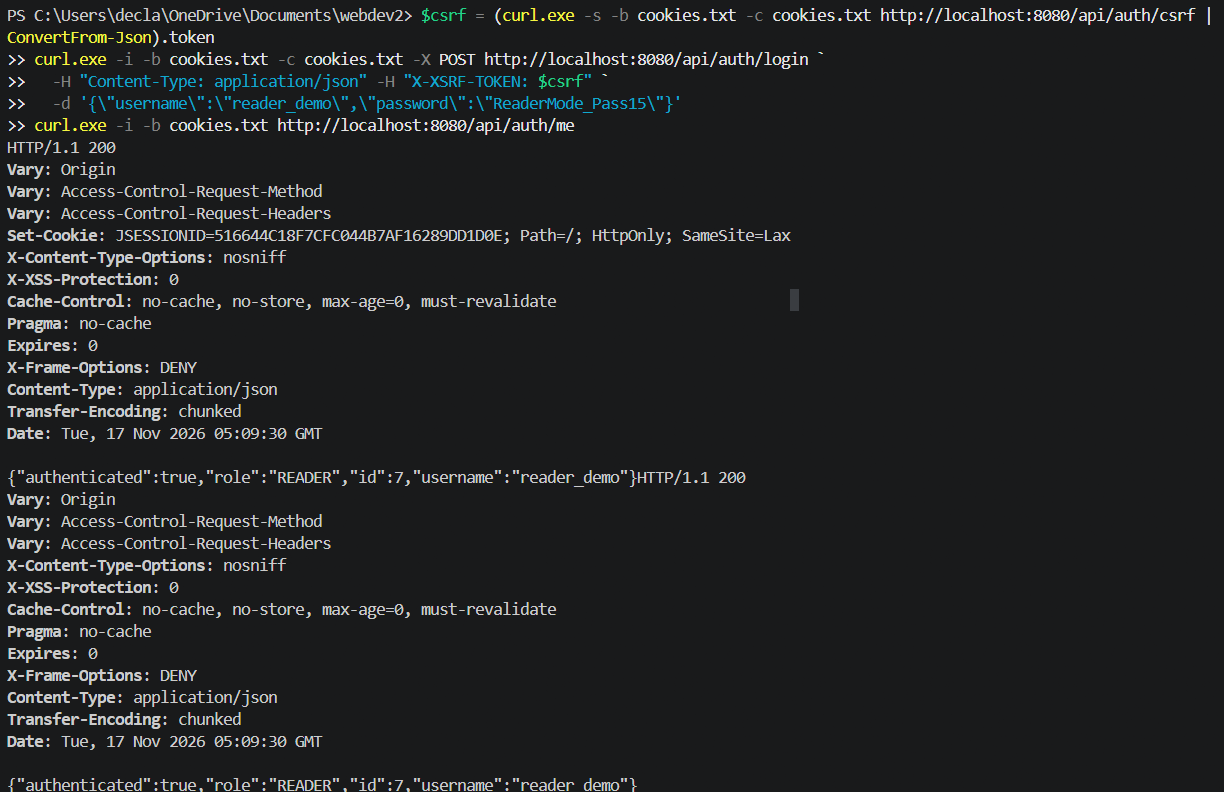 PS C:\Users\decla\OneDrive\Documents\webdev2> $csrf = (curl.exe -s -b cookies.txt -c cookies.txt http://localhost:8080/api/auth/csrf |
ConvertFrom-Json).token
>> curl.exe -i -b cookies.txt -c cookies.txt -X POST http://localhost:8080/api/auth/login `
>>   -H "Content-Type: application/json" -H "X-XSRF-TOKEN: $csrf" `
>>   -d '{\"username\":\"reader_demo\",\"password\":\"ReaderMode_Pass15\"}'
>> curl.exe -i -b cookies.txt http://localhost:8080/api/auth/me
HTTP/1.1 200
Vary: Origin
Vary: Access-Control-Request-Method
Vary: Access-Control-Request-Headers
Set-Cookie: JSESSIONID=516644C18F7CFC044B7AF16289DD1D0E; Path=/; HttpOnly; SameSite=Lax
X-Content-Type-Options: nosniff
X-XSS-Protection: 0
Cache-Control: no-cache, no-store, max-age=0, must-revalidate
Pragma: no-cache
Expires: 0
X-Frame-Options: DENY
Content-Type: application/json
Transfer-Encoding: chunked
Date: Tue, 17 Nov 2026 05:09:30 GMT

{"authenticated":true,"role":"READER","id":7,"username":"reader_demo"}HTTP/1.1 200
Vary: Origin
Vary: Access-Control-Request-Method
Vary: Access-Control-Request-Headers
X-Content-Type-Options: nosniff
X-XSS-Protection: 0
Cache-Control: no-cache, no-store, max-age=0, must-revalidate
Pragma: no-cache
Expires: 0
X-Frame-Options: DENY
Content-Type: application/json
Transfer-Encoding: chunked
Date: Tue, 17 Nov 2026 05:09:30 GMT

{"authenticated":true,"role":"READER","id":7,"username":"reader_demo"}